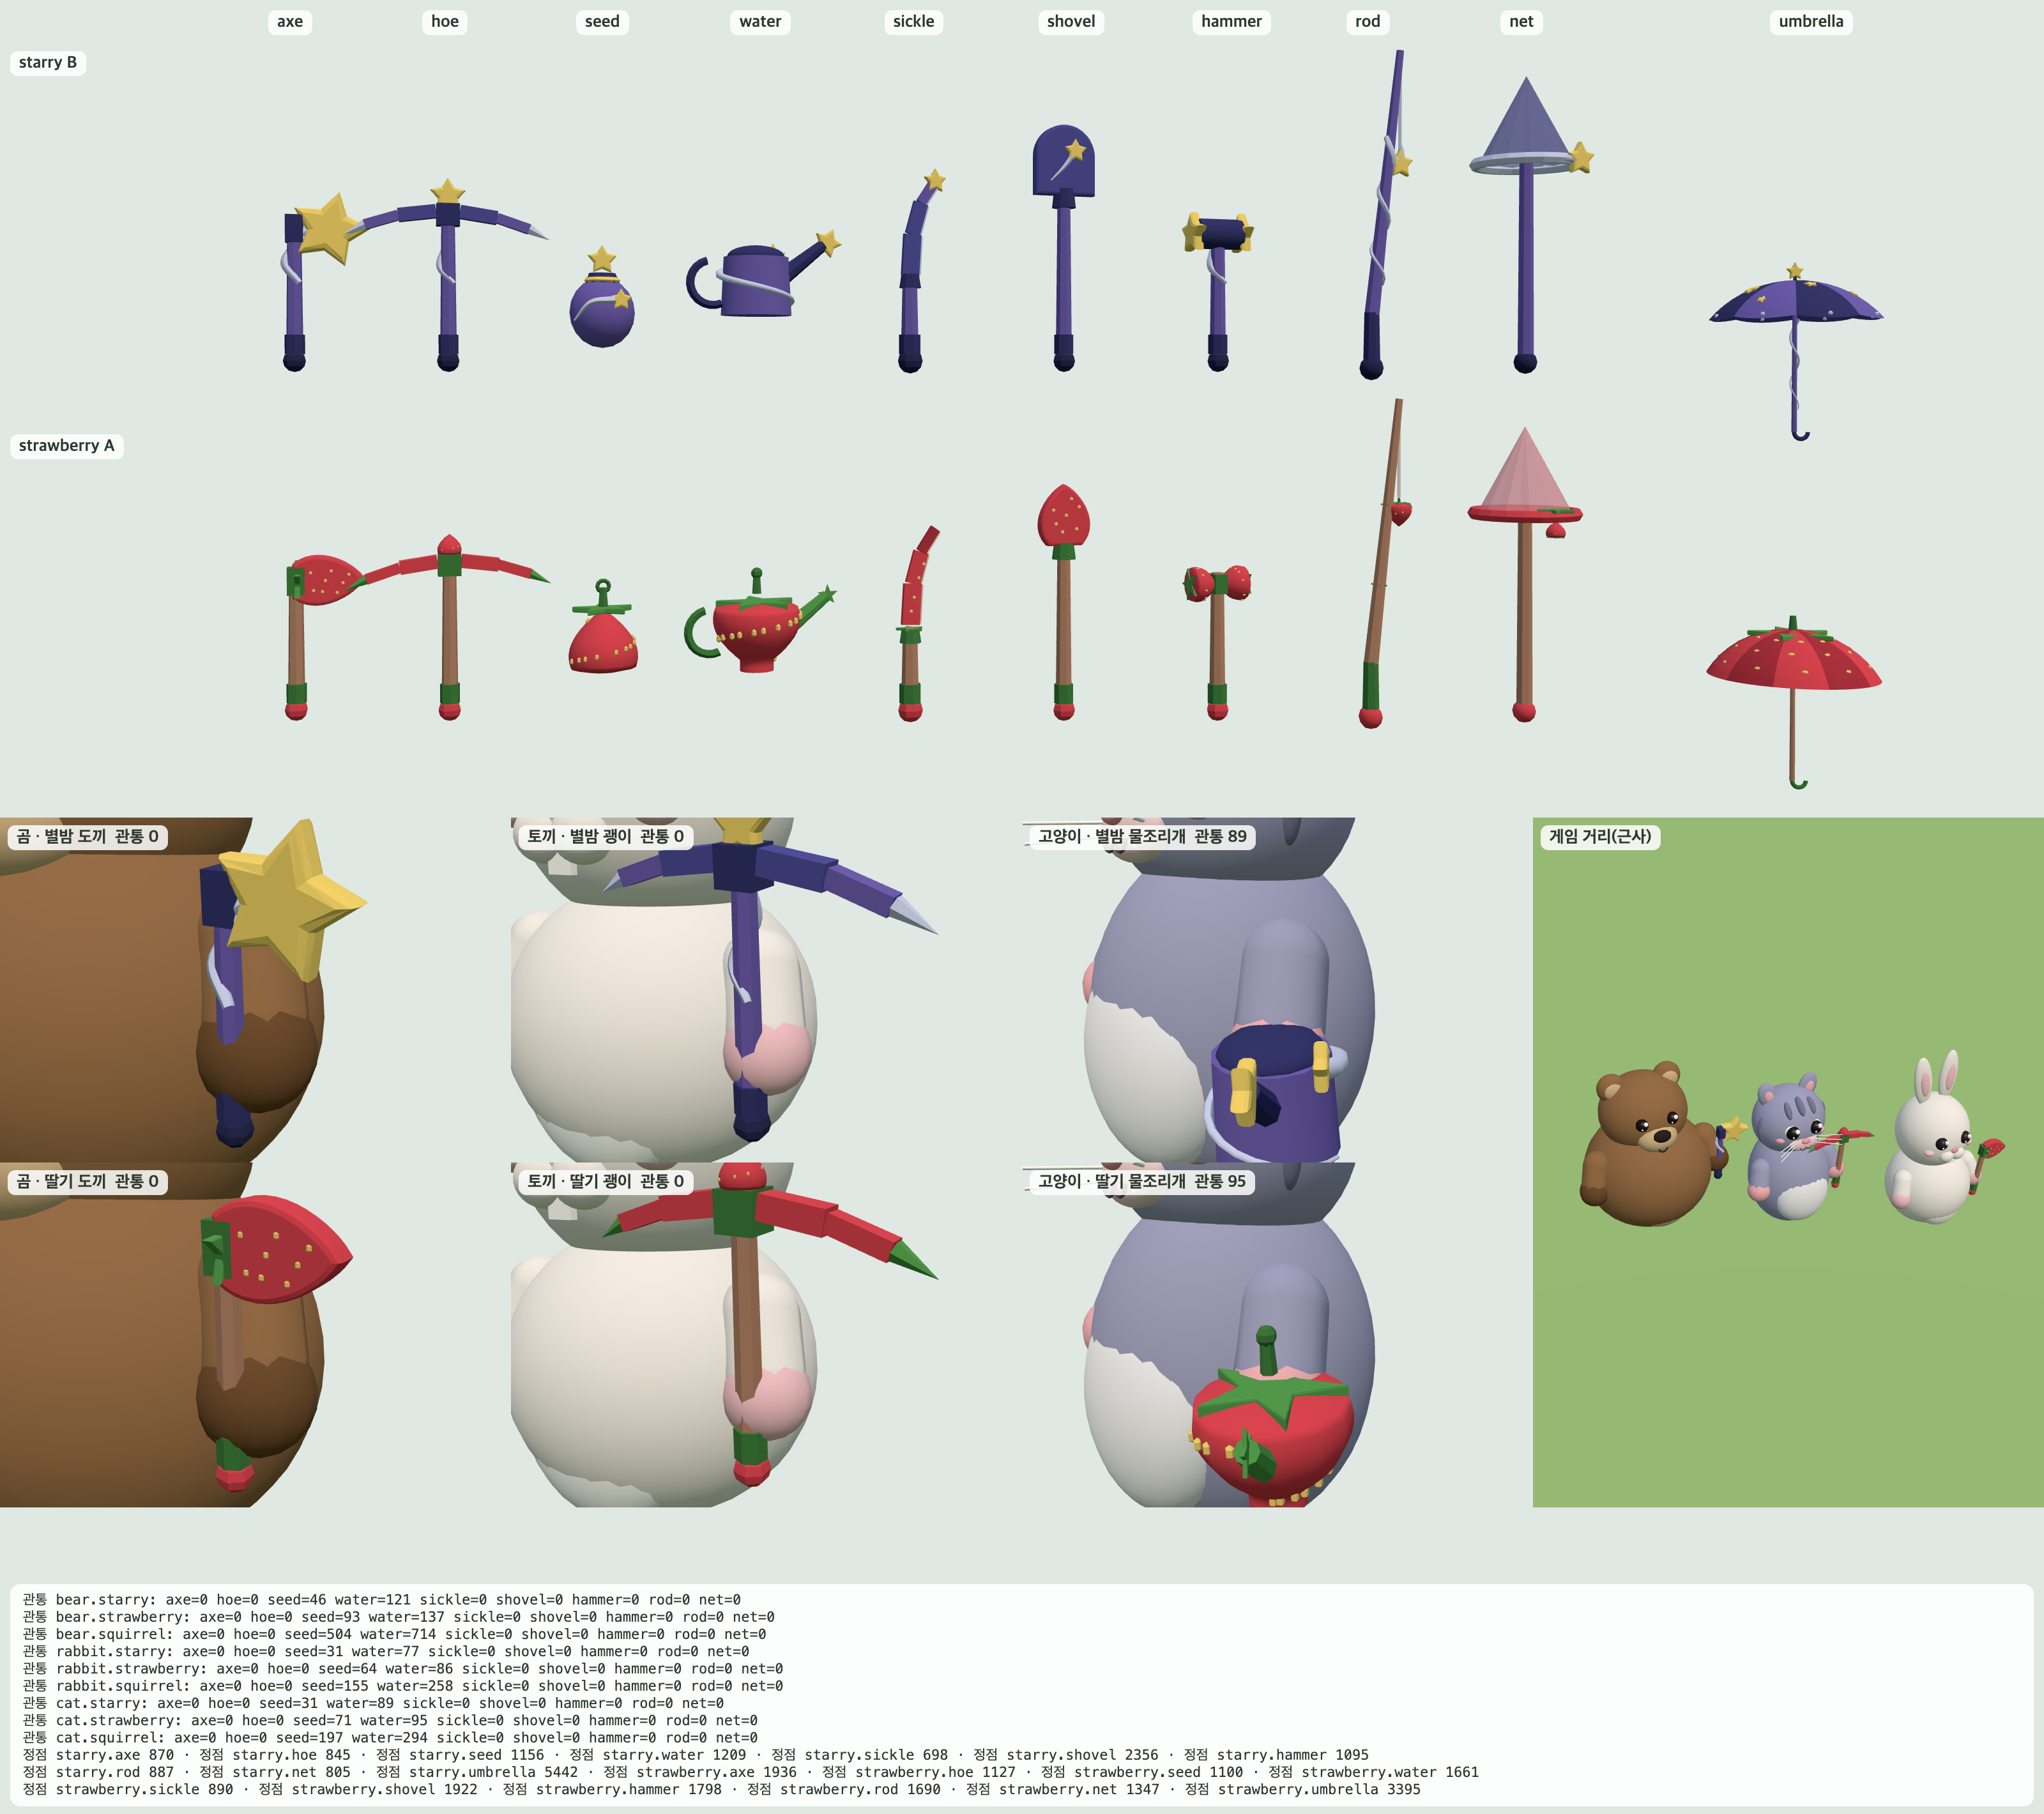 axe hoe seed water sickle shovel hammer rod net umbrella
starry B
strawberry A
곰 · 별밤 도끼 관통 0
토끼 · 별밤 괭이 관통 0
고양이 · 별밤 물조리개 관통 89
게임 거리(근사)
곰 · 딸기 도끼 관통 0
토끼 · 딸기 괭이 관통 0
고양이 · 딸기 물조리개 관통 95
관통 bear.starry: axe=0 hoe=0 seed=46 water=121 sickle=0 shovel=0 hammer=0 rod=0 net=0
관통 bear.strawberry: axe=0 hoe=0 seed=93 water=137 sickle=0 shovel=0 hammer=0 rod=0 net=0
관통 bear.squirrel: axe=0 hoe=0 seed=504 water=714 sickle=0 shovel=0 hammer=0 rod=0 net=0
관통 rabbit.starry: axe=0 hoe=0 seed=31 water=77 sickle=0 shovel=0 hammer=0 rod=0 net=0
관통 rabbit.strawberry: axe=0 hoe=0 seed=64 water=86 sickle=0 shovel=0 hammer=0 rod=0 net=0
관통 rabbit.squirrel: axe=0 hoe=0 seed=155 water=258 sickle=0 shovel=0 hammer=0 rod=0 net=0
관통 cat.starry: axe=0 hoe=0 seed=31 water=89 sickle=0 shovel=0 hammer=0 rod=0 net=0
관통 cat.strawberry: axe=0 hoe=0 seed=71 water=95 sickle=0 shovel=0 hammer=0 rod=0 net=0
관통 cat.squirrel: axe=0 hoe=0 seed=197 water=294 sickle=0 shovel=0 hammer=0 rod=0 net=0
정점 starry.axe 870 · 정점 starry.hoe 845 · 정점 starry.seed 1156 · 정점 starry.water 1209 · 정점 starry.sickle 698 · 정점 starry.shovel 2356 · 정점 starry.hammer 1095
정점 starry.rod 887 · 정점 starry.net 805 · 정점 starry.umbrella 5442 · 정점 strawberry.axe 1936 · 정점 strawberry.hoe 1127 · 정점 strawberry.seed 1100 · 정점 strawberry.water 1661
정점 strawberry.sickle 890 · 정점 strawberry.shovel 1922 · 정점 strawberry.hammer 1798 · 정점 strawberry.rod 1690 · 정점 strawberry.net 1347 · 정점 strawberry.umbrella 3395